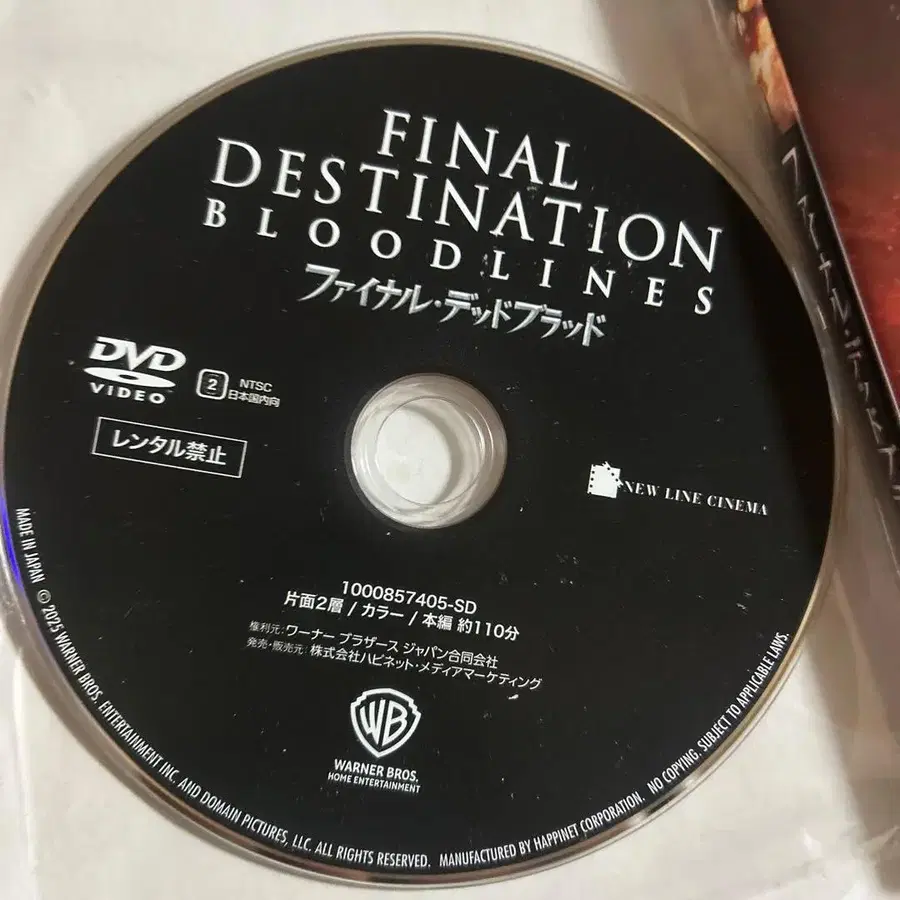 FINAL
DESTINATION
BLOODLINES
ファイナル・デッドブラッド
DVD
VIDEO
2
NTSC
日本国内向
レンタル禁止
NEW LINE CINEMA
1000857405-SD
片面2層 / カラー / 本編 約110分
権利元:ワーナー ブラザース ジャパン合同会社
発売・販売元:株式会社ハピネット・メディアマーケティング
WB
WARNER BROS.
HOME ENTERTAINMENT
MADE IN JAPAN © 2025 WARNER BROS. ENTERTAINMENT INC. AND DOMAIN PICTURES, LLC. ALL RIGHTS RESERVED. MANUFACTURED BY HAPPINET CORPORATION. NO COPYING. SUBJECT TO APPLICABLE LAWS.